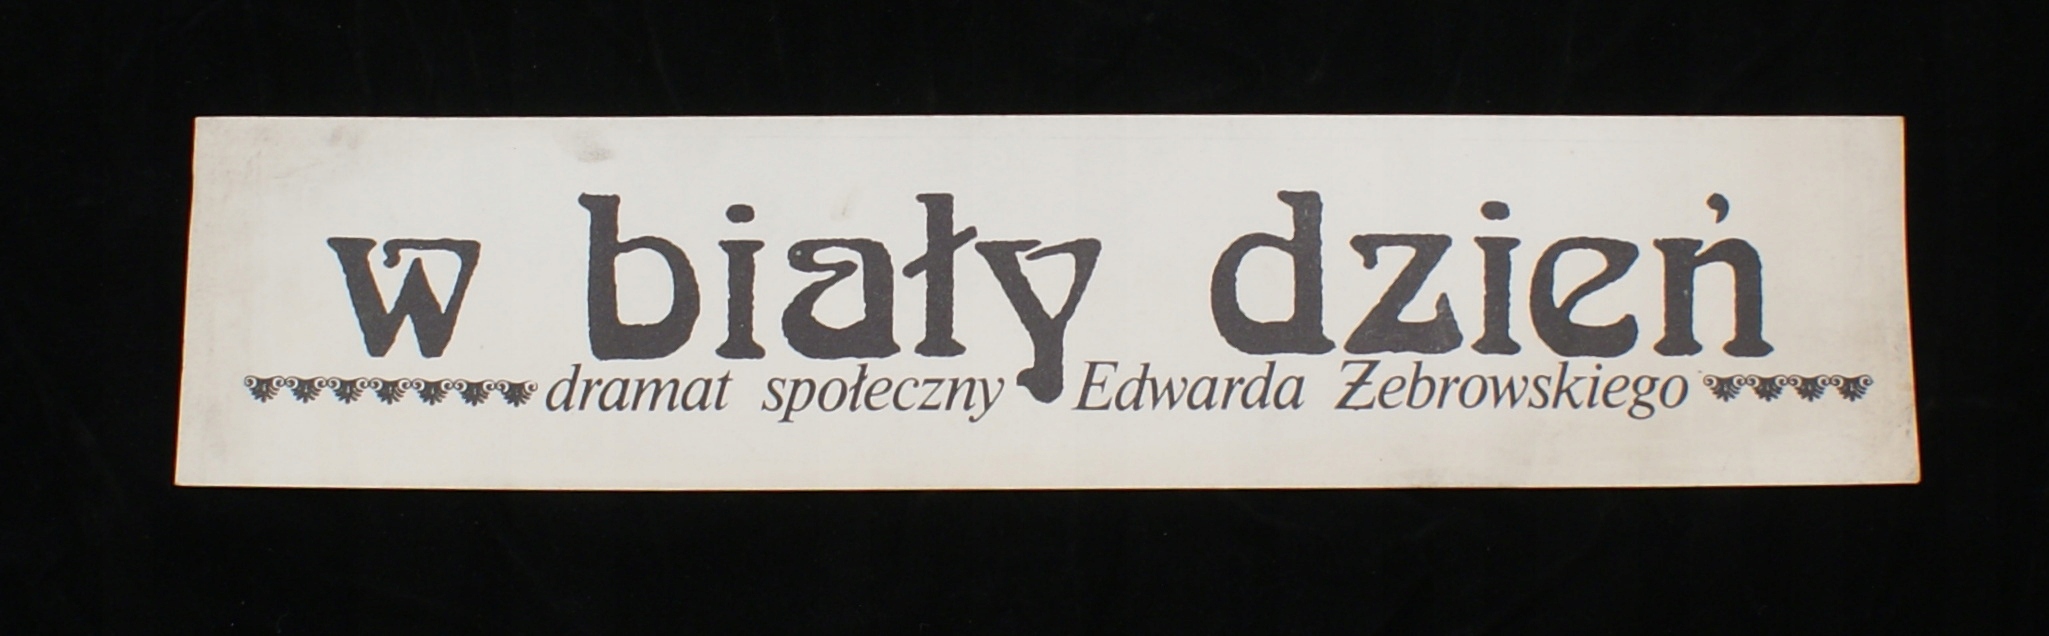 w biały dzień
dramat społeczny Edwarda Żebrowskiego